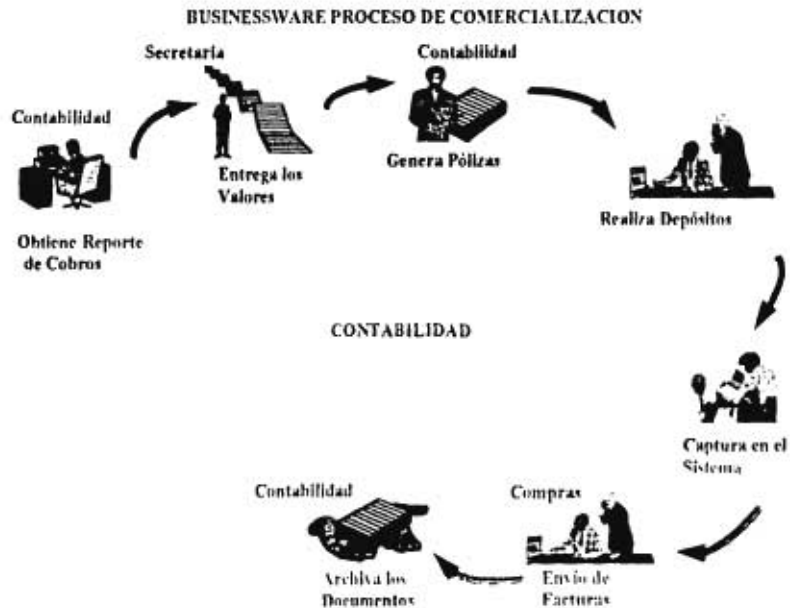 BUSINESSWARE PROCESO DE COMERCIALIZACION
Contabilidad
Obtiene Reporte
de Cobros
Secretaria
Entrega los
Valores
Contabilidad
Genera Pólizas
Realiza Depósitos
CONTABILIDAD
Captura en el
Sistema
Compras
Envío de
Facturas
Contabilidad
Archiva los
Documentos